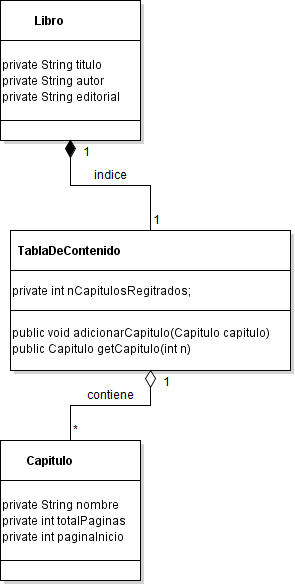 Libro
private String titulo
private String autor
private String editorial
1
indice
1
TablaDeContenido
private int nCapitulosRegitrados;
public void adicionarCapitulo(Capitulo capitulo)
public Capitulo getCapitulo(int n)
1
contiene
*
Capitulo
private String nombre
private int totalPaginas
private int paginaInicio